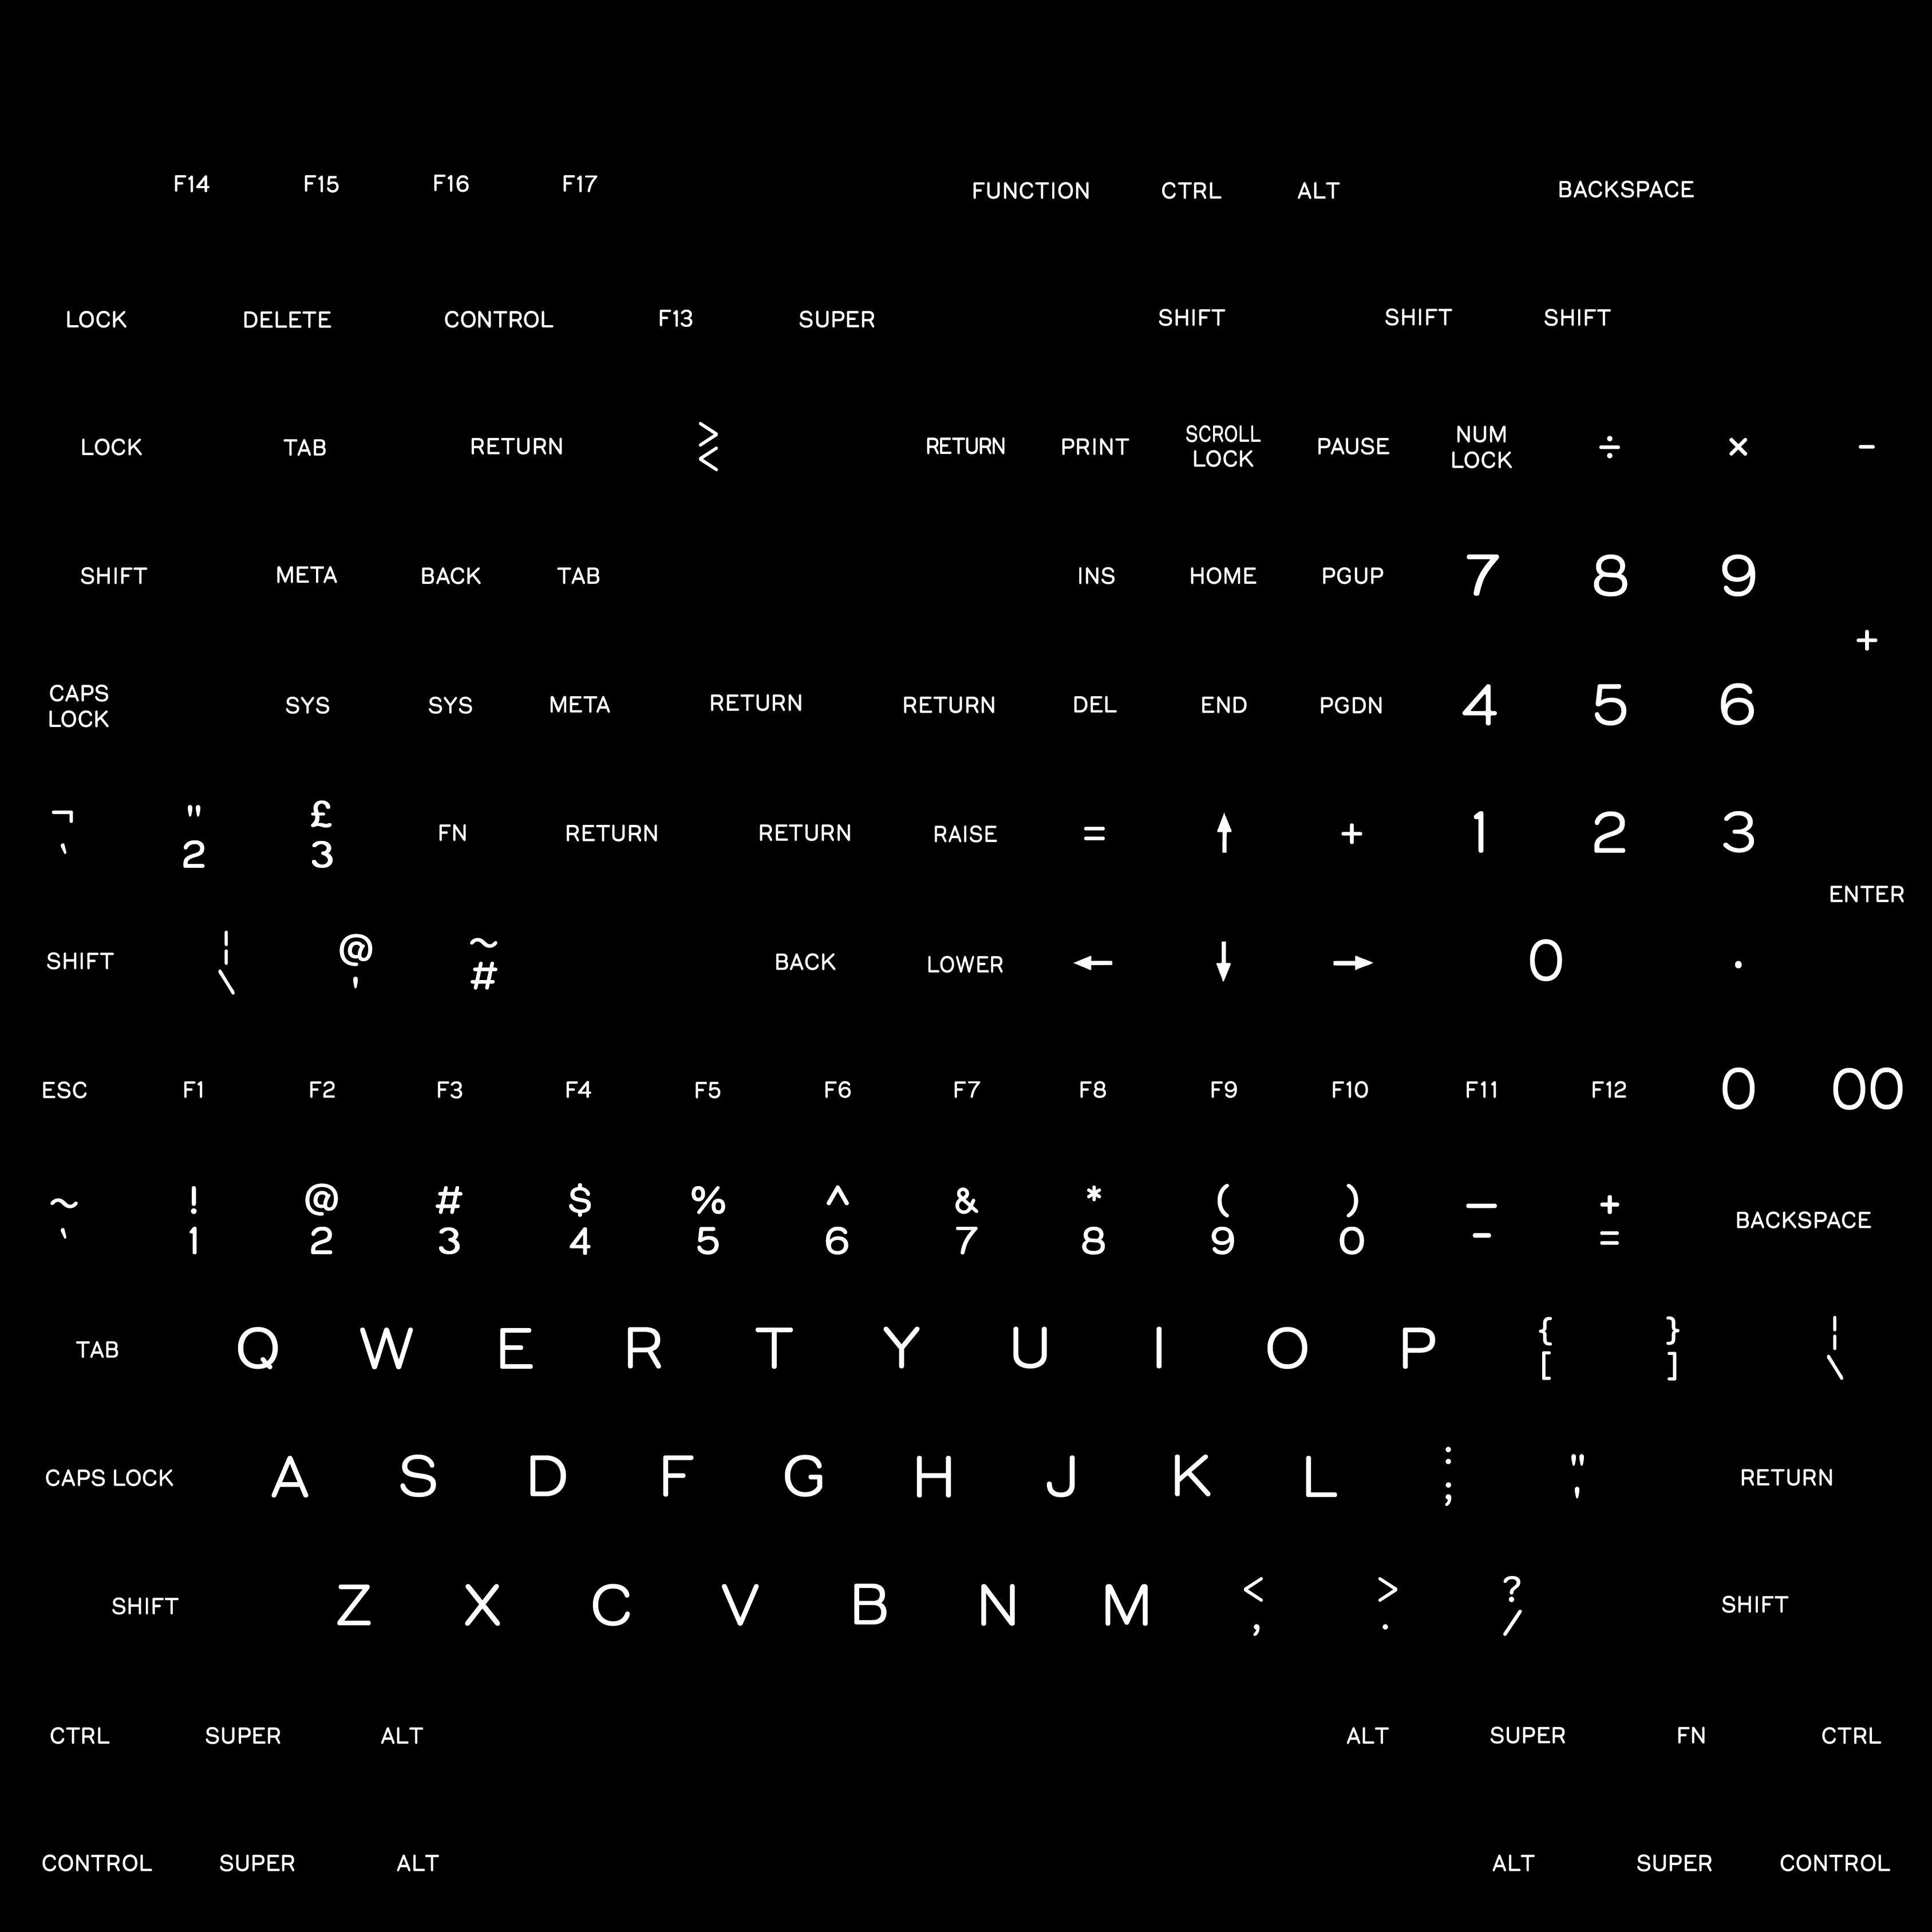 F14 F15 F16 F17 FUNCTION CTRL ALT BACKSPACE
LOCK DELETE CONTROL F13 SUPER SHIFT SHIFT SHIFT
LOCK TAB RETURN > < RETURN PRINT SCROLL LOCK PAUSE NUM LOCK ÷ × -
SHIFT META BACK TAB INS HOME PGUP 7 8 9
+
CAPS LOCK SYS SYS META RETURN RETURN DEL END PGDN 4 5 6
¬ ` " 2 £ 3 FN RETURN RETURN RAISE = ↑ + 1 2 3
ENTER
SHIFT ¦ \ @ ' ~ # BACK LOWER ← ↓ → 0 .
ESC F1 F2 F3 F4 F5 F6 F7 F8 F9 F10 F11 F12 0 00
~ ! @ # $ % ^ & * ( ) _ +
` 1 2 3 4 5 6 7 8 9 0 - = BACKSPACE
TAB Q W E R T Y U I O P { [ } ] ¦ \
CAPS LOCK A S D F G H J K L : ; " ' RETURN
SHIFT Z X C V B N M < , > . ? / SHIFT
CTRL SUPER ALT ALT SUPER FN CTRL
CONTROL SUPER ALT ALT SUPER CONTROL